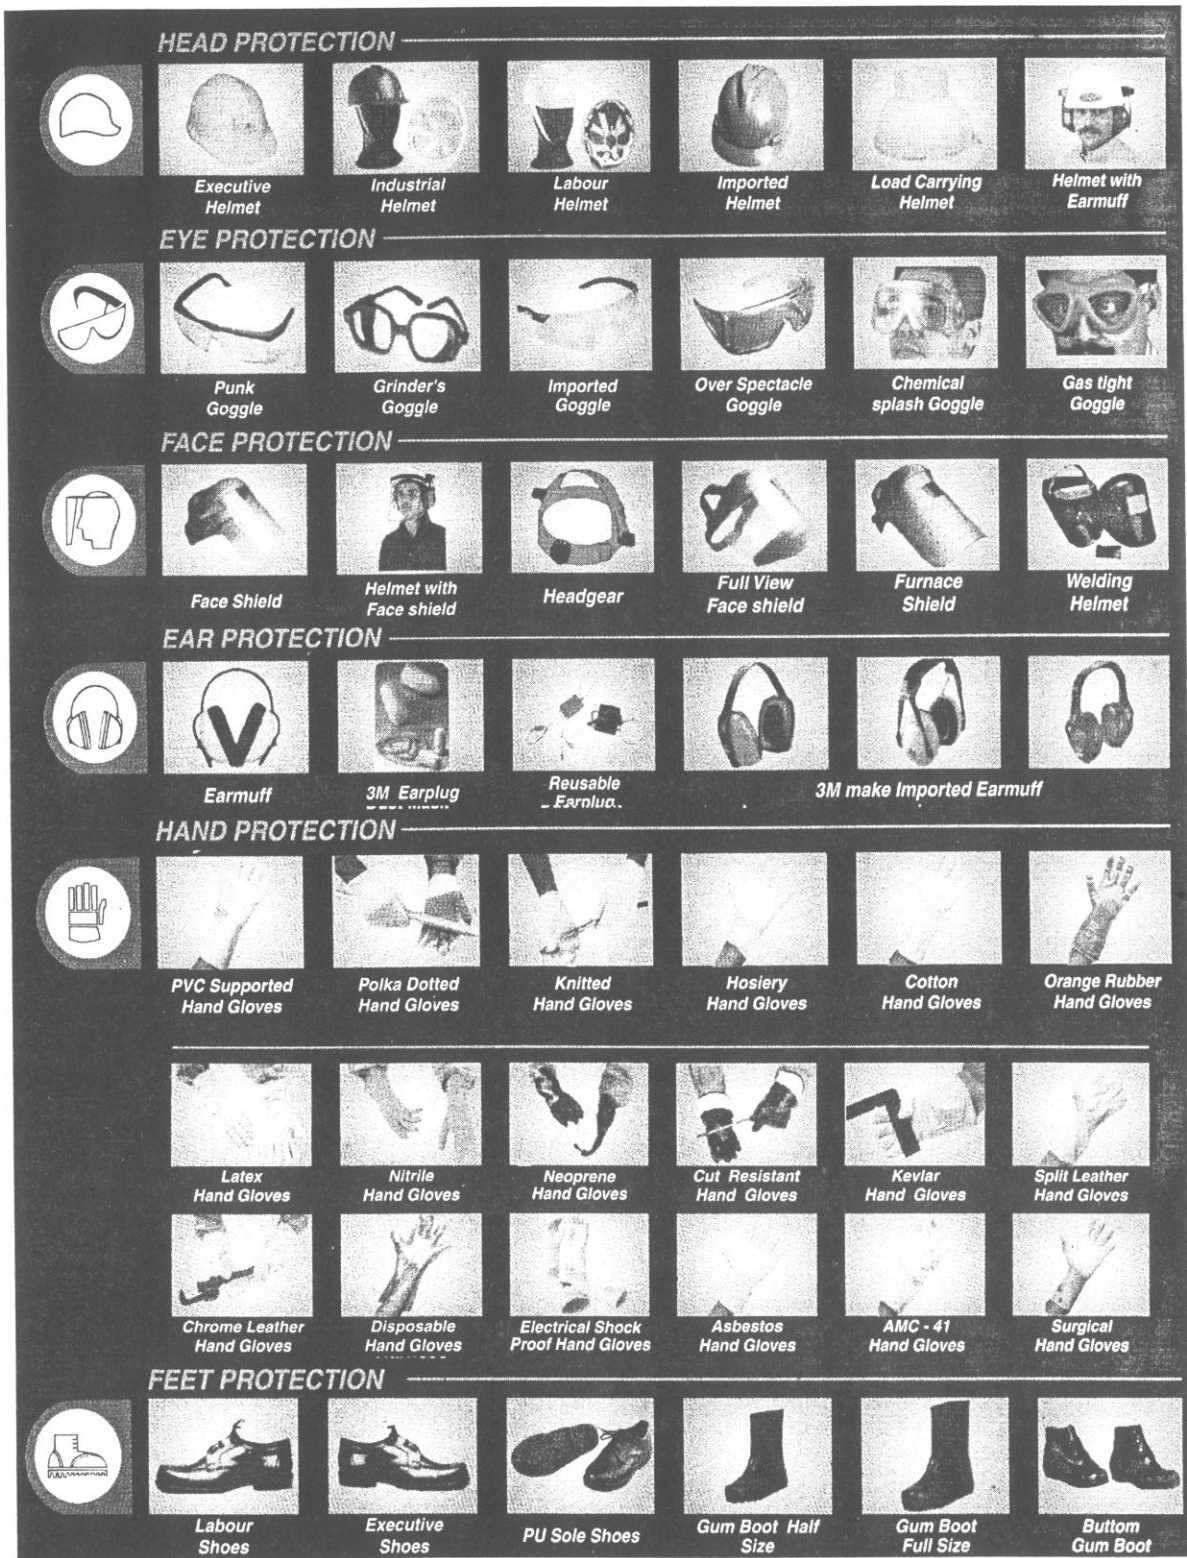 HEAD PROTECTION
Executive
Helmet
Industrial
Helmet
Labour
Helmet
Imported
Helmet
Load Carrying
Helmet
Helmet with
Earmuff
EYE PROTECTION
Punk
Goggle
Grinder's
Goggle
Imported
Goggle
Over Spectacle
Goggle
Chemical
splash Goggle
Gas tight
Goggle
FACE PROTECTION
Face Shield
Helmet with
Face shield
Headgear
Full View
Face shield
Furnace
Shield
Welding
Helmet
EAR PROTECTION
Earmuff
3M Earplug
Reusable
Earplug
3M make Imported Earmuff
HAND PROTECTION
PVC Supported
Hand Gloves
Polka Dotted
Hand Gloves
Knitted
Hand Gloves
Hosiery
Hand Gloves
Cotton
Hand Gloves
Orange Rubber
Hand Gloves
Latex
Hand Gloves
Nitrile
Hand Gloves
Neoprene
Hand Gloves
Cut Resistant
Hand Gloves
Kevlar
Hand Gloves
Split Leather
Hand Gloves
Chrome Leather
Hand Gloves
Disposable
Hand Gloves
Electrical Shock
Proof Hand Gloves
Asbestos
Hand Gloves
AMC - 41
Hand Gloves
Surgical
Hand Gloves
FEET PROTECTION
Labour
Shoes
Executive
Shoes
PU Sole Shoes
Gum Boot Half
Size
Gum Boot
Full Size
Buttom
Gum Boot